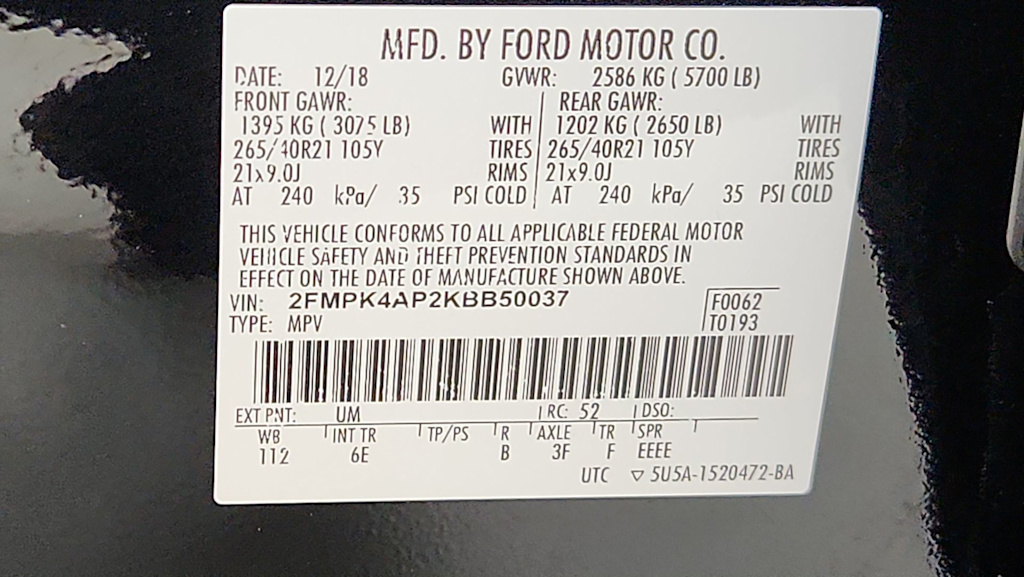 MFD. BY FORD MOTOR CO.
DATE: 12/18 GVWR: 2586 KG ( 5700 LB)
FRONT GAWR: REAR GAWR:
1395 KG ( 3075 LB) WITH 1202 KG ( 2650 LB) WITH
265/40R21 105Y TIRES 265/40R21 105Y TIRES
21x9.0J RIMS 21x9.0J RIMS
AT 240 kPa/ 35 PSI COLD AT 240 kPa/ 35 PSI COLD
THIS VEHICLE CONFORMS TO ALL APPLICABLE FEDERAL MOTOR
VEHICLE SAFETY AND THEFT PREVENTION STANDARDS IN
EFFECT ON THE DATE OF MANUFACTURE SHOWN ABOVE.
VIN: 2FMPK4AP2KBB50037 F0062
TYPE: MPV T0193
EXT PNT: UM RC: 52 DSO:
WB INT TR TP/PS R AXLE TR SPR
112 6E B 3F F EEEE
UTC ▽ 5U5A-1520472-BA